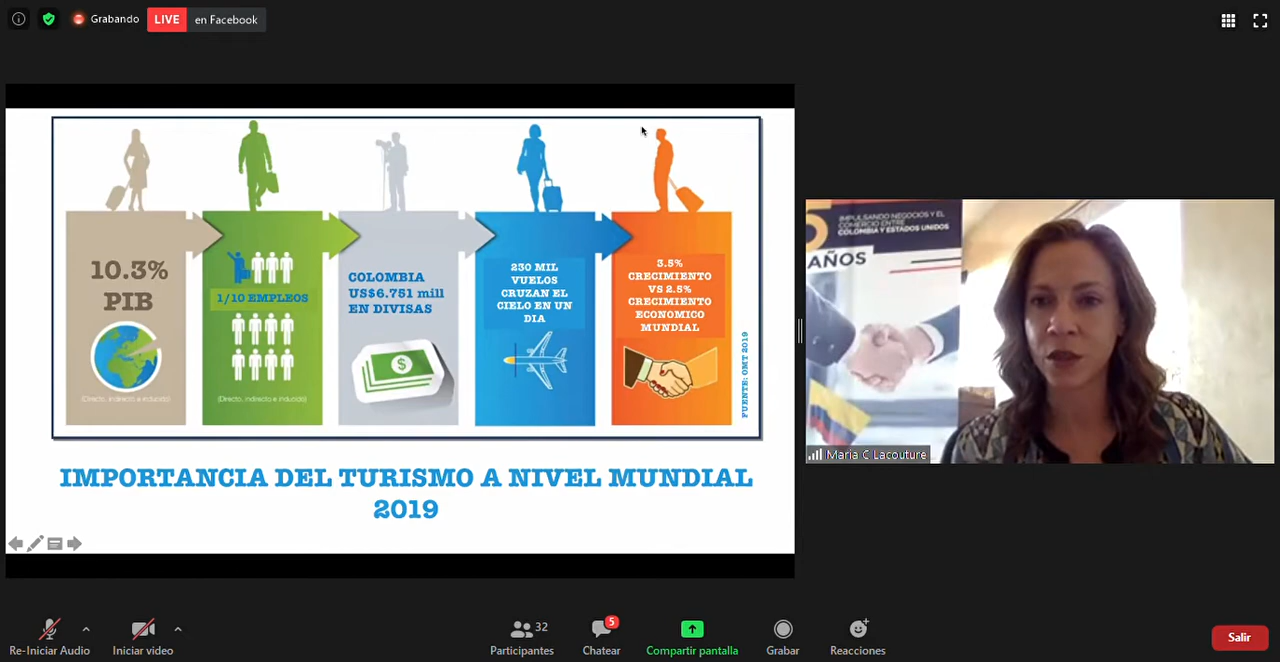 Grabando
LIVE
en Facebook
10.3%
PIB
(Directo, indirecto e inducido)
1/10 EMPLEOS
(Directo, indirecto e inducido)
COLOMBIA
US$6.751 mill
EN DIVISAS
230 MIL
VUELOS
CRUZAN EL
CIELO EN UN
DIA
3.5%
CRECIMIENTO
VS 2.5%
CRECIMIENTO
ECONOMICO
MUNDIAL
FUENTE: OMT 2019
IMPORTANCIA DEL TURISMO A NIVEL MUNDIAL
2019
5
IMPULSANDO NEGOCIOS Y EL
COMERCIO ENTRE
COLOMBIA Y ESTADOS UNIDOS
AÑOS
Maria C Lacouture
Re-Iniciar Audio
Iniciar video
32
Participantes
5
Chatear
Compartir pantalla
Grabar
Reacciones
Salir